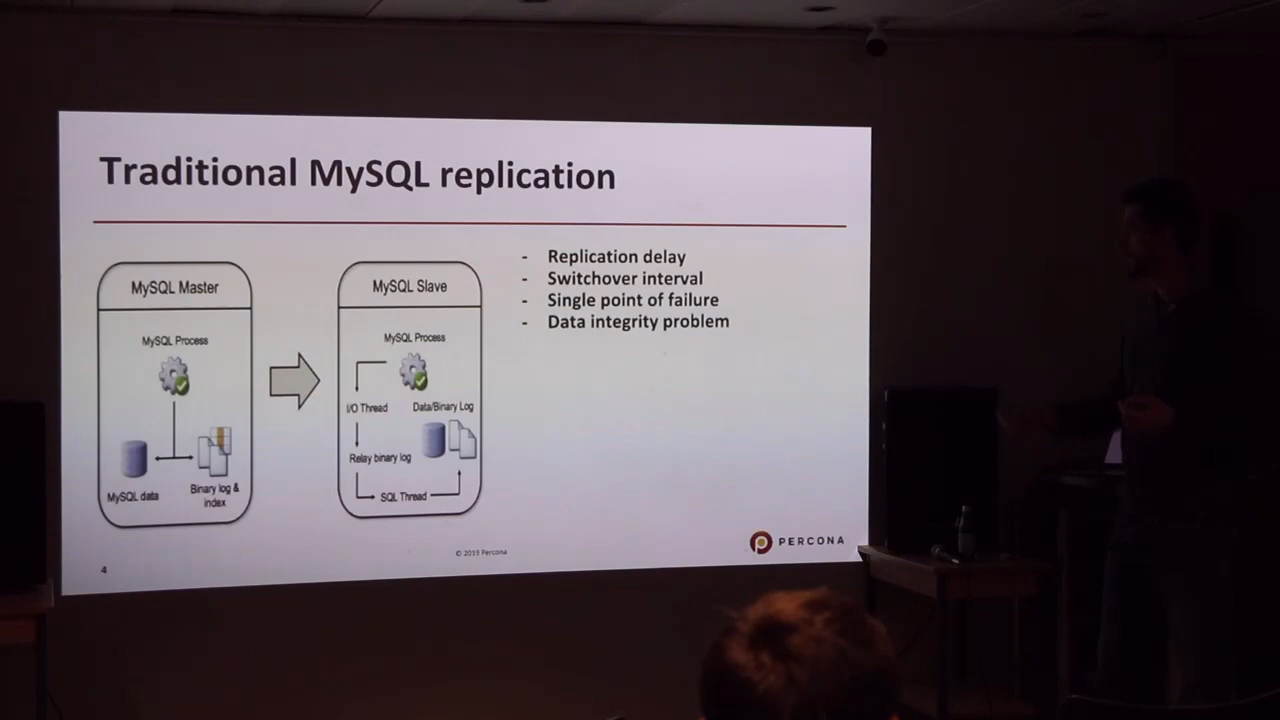 Traditional MySQL replication
MySQL Master
MySQL Process
MySQL data
Binary log &
index
MySQL Slave
MySQL Process
I/O Thread
Data/Binary Log
Relay binary log
SQL Thread
- Replication delay
- Switchover interval
- Single point of failure
- Data integrity problem
4
© 2019 Percona
PERCONA